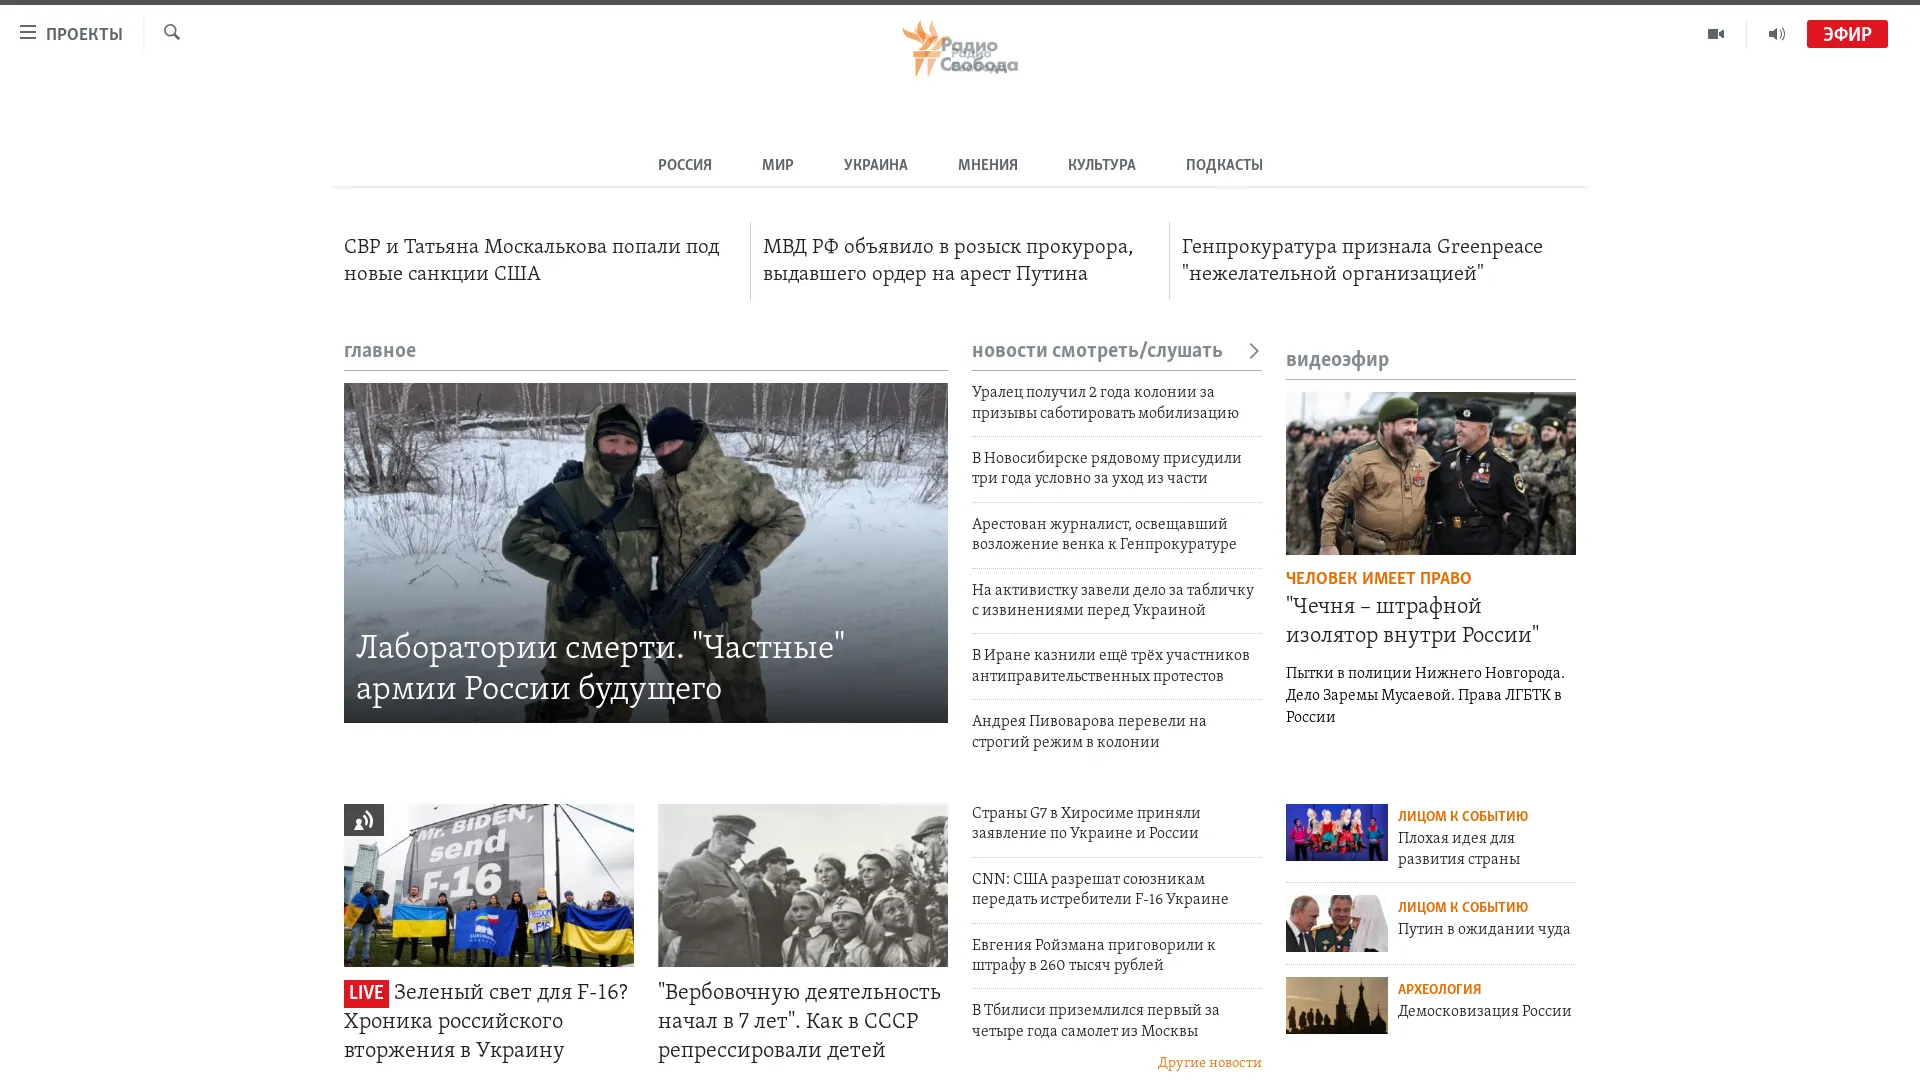 ПРОЕКТЫ
Радио
Свобода
ЭФИР
РОССИЯ
МИР
УКРАИНА
МНЕНИЯ
КУЛЬТУРА
ПОДКАСТЫ
СВР и Татьяна Москалькова попали под
новые санкции США
МВД РФ объявило в розыск прокурора,
выдавшего ордер на арест Путина
Генпрокуратура признала Greenpeace
"нежелательной организацией"
главное
Лаборатории смерти. "Частные"
армии России будущего
новости смотреть/слушать
Уралец получил 2 года колонии за
призывы саботировать мобилизацию
В Новосибирске рядовому присудили
три года условно за уход из части
Арестован журналист, освещавший
возложение венка к Генпрокуратуре
На активистку завели дело за табличку
с извинениями перед Украиной
В Иране казнили ещё трёх участников
антиправительственных протестов
Андрея Пивоварова перевели на
строгий режим в колонии
видеоэфир
ЧЕЛОВЕК ИМЕЕТ ПРАВО
"Чечня – штрафной
изолятор внутри России"
Пытки в полиции Нижнего Новгорода.
Дело Заремы Мусаевой. Права ЛГБТК в
России
Mr. BIDEN,
send
F-16
LIVE Зеленый свет для F-16?
Хроника российского
вторжения в Украину
"Вербовочную деятельность
начал в 7 лет". Как в СССР
репрессировали детей
Страны G7 в Хиросиме приняли
заявление по Украине и России
CNN: США разрешат союзникам
передать истребители F-16 Украине
Евгения Ройзмана приговорили к
штрафу в 260 тысяч рублей
В Тбилиси приземлился первый за
четыре года самолет из Москвы
Другие новости
ЛИЦОМ К СОБЫТИЮ
Плохая идея для
развития страны
ЛИЦОМ К СОБЫТИЮ
Путин в ожидании чуда
АРХЕОЛОГИЯ
Демосковизация России